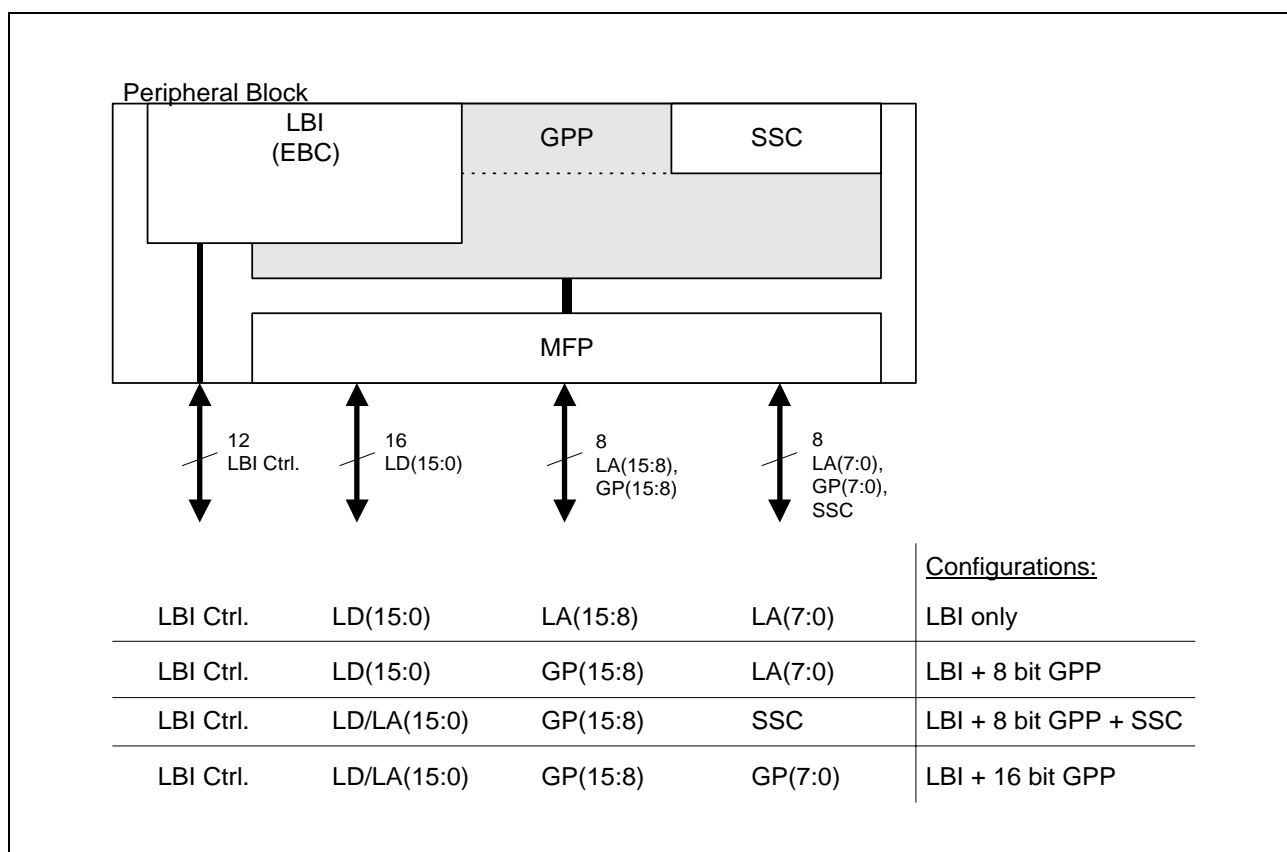 Peripheral Block
LBI
(EBC)
GPP
SSC
MFP
12
LBI Ctrl.
16
LD(15:0)
8
LA(15:8),
GP(15:8)
8
LA(7:0),
GP(7:0),
SSC
Configurations:
LBI Ctrl. LD(15:0) LA(15:8) LA(7:0) LBI only
LBI Ctrl. LD(15:0) GP(15:8) LA(7:0) LBI + 8 bit GPP
LBI Ctrl. LD/LA(15:0) GP(15:8) SSC LBI + 8 bit GPP + SSC
LBI Ctrl. LD/LA(15:0) GP(15:8) GP(7:0) LBI + 16 bit GPP